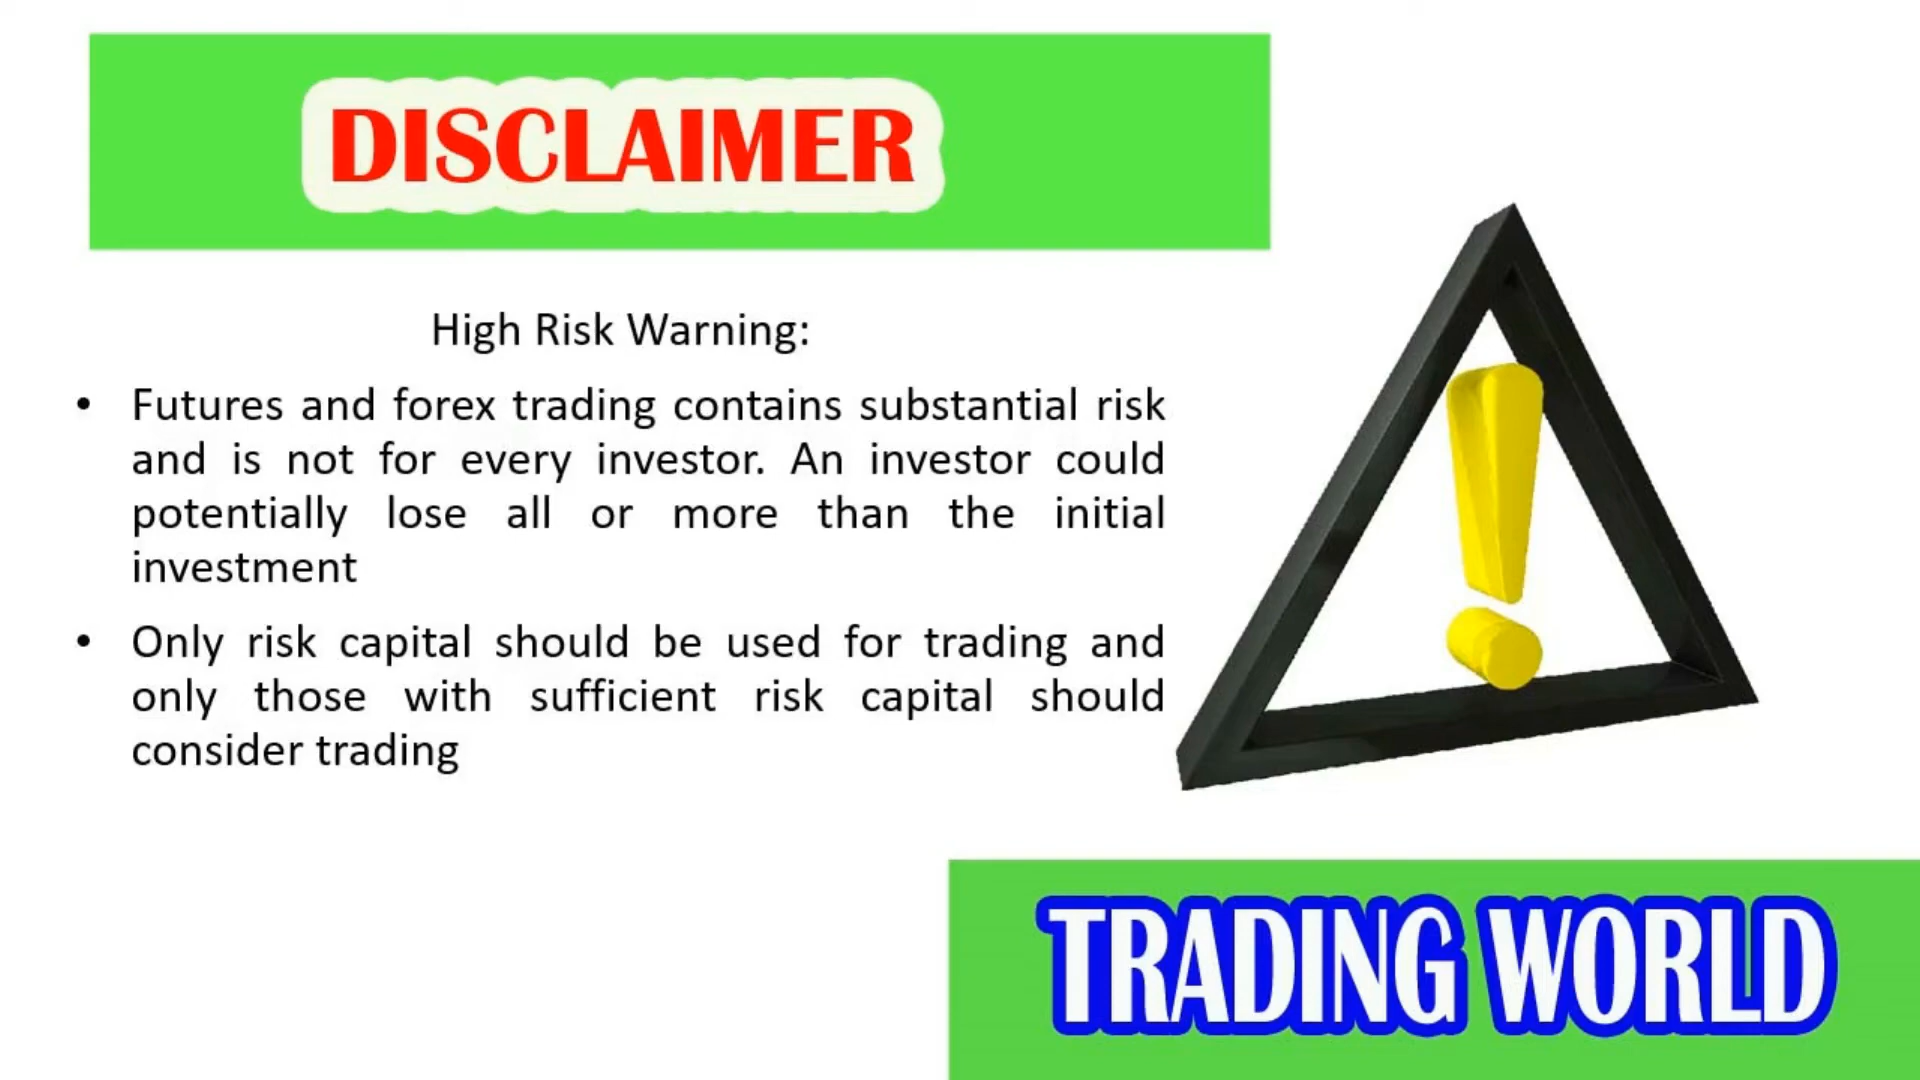 DISCLAIMER
High Risk Warning:
• Futures and forex trading contains substantial risk
and is not for every investor. An investor could
potentially lose all or more than the initial
investment
• Only risk capital should be used for trading and
only those with sufficient risk capital should
consider trading
TRADING WORLD